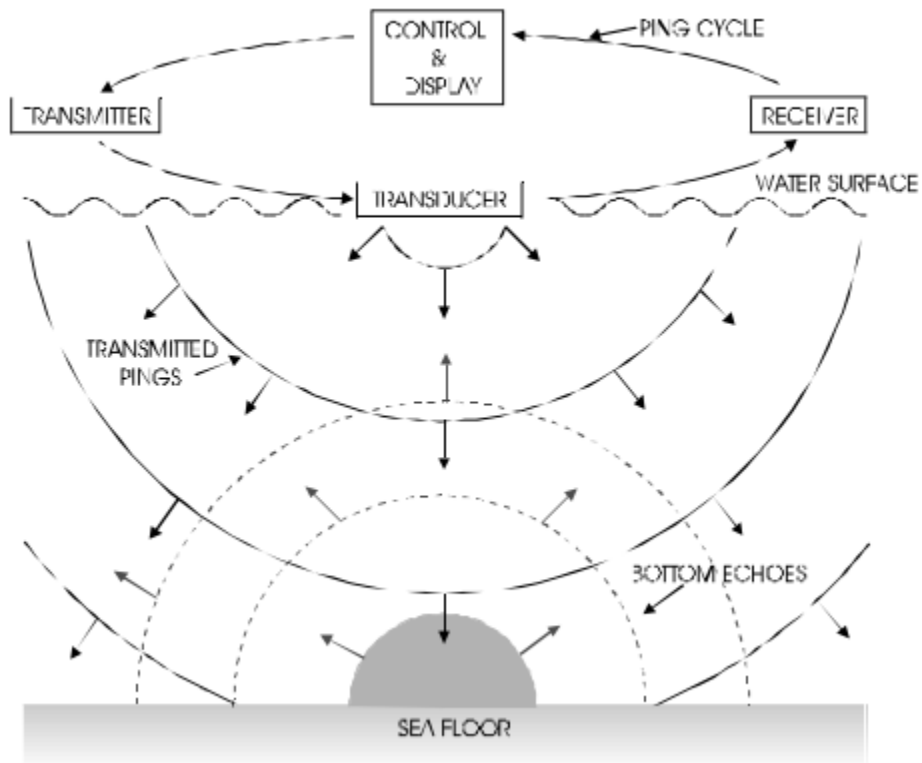 CONTROL
&
DISPLAY
PING CYCLE
TRANSMITTER
RECEIVER
WATER SURFACE
TRANSDUCER
TRANSMITTED
PINGS
BOTTOM ECHOES
SEA FLOOR